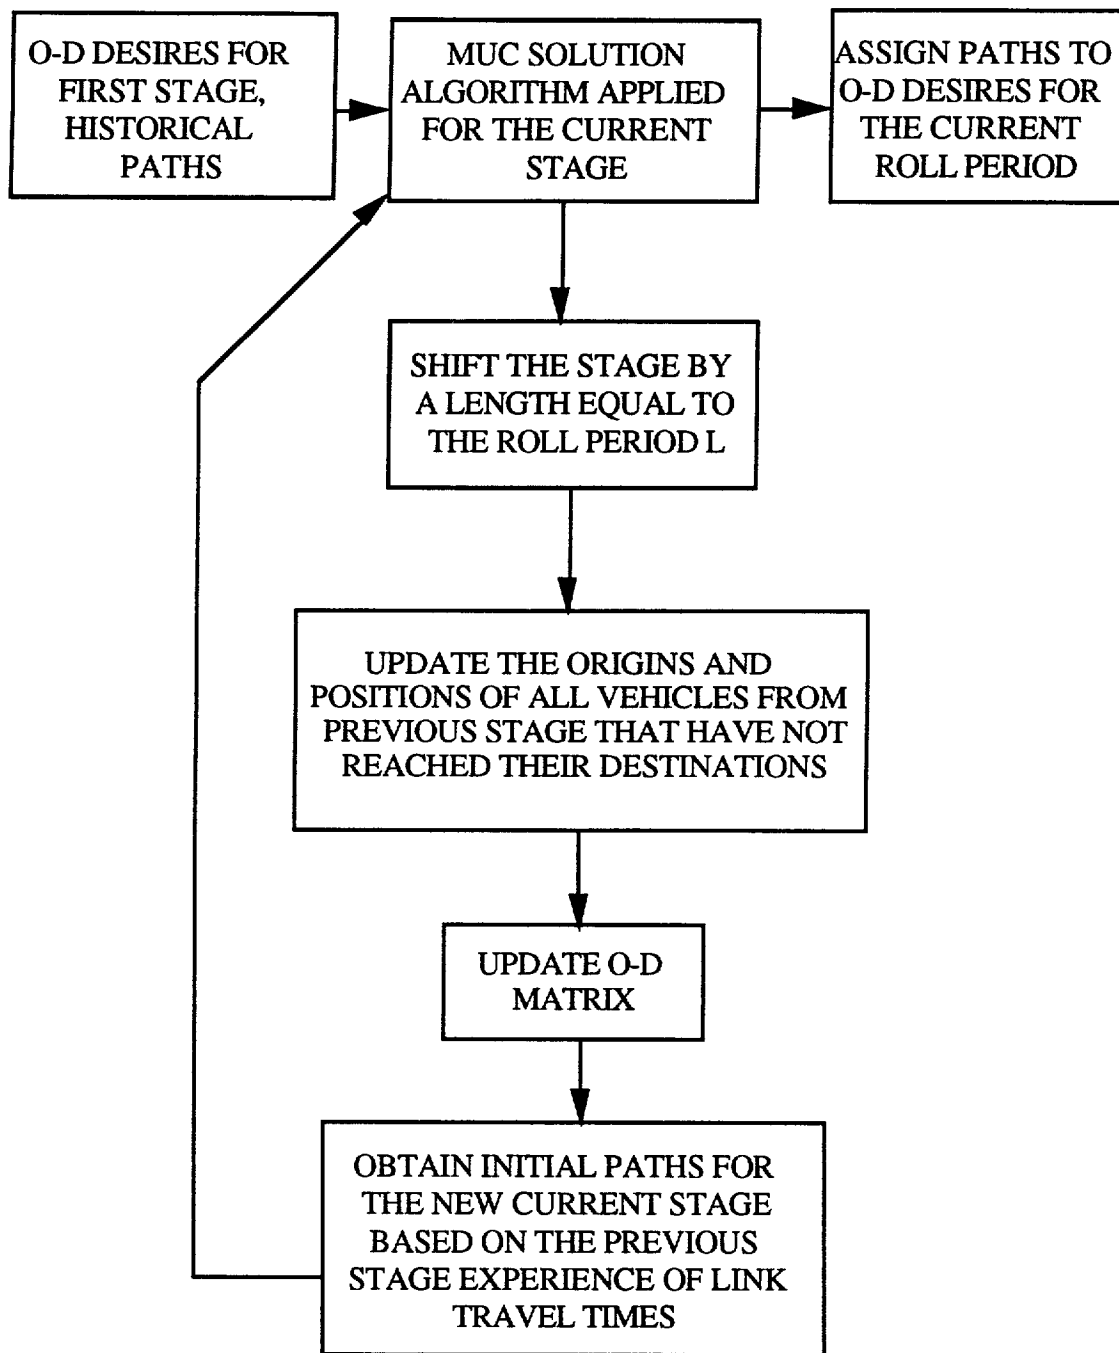 O-D DESIRES FOR
FIRST STAGE,
HISTORICAL
PATHS
MUC SOLUTION
ALGORITHM APPLIED
FOR THE CURRENT
STAGE
ASSIGN PATHS TO
O-D DESIRES FOR
THE CURRENT
ROLL PERIOD
SHIFT THE STAGE BY
A LENGTH EQUAL TO
THE ROLL PERIOD L
UPDATE THE ORIGINS AND
POSITIONS OF ALL VEHICLES FROM
PREVIOUS STAGE THAT HAVE NOT
REACHED THEIR DESTINATIONS
UPDATE O-D
MATRIX
OBTAIN INITIAL PATHS FOR
THE NEW CURRENT STAGE
BASED ON THE PREVIOUS
STAGE EXPERIENCE OF LINK
TRAVEL TIMES